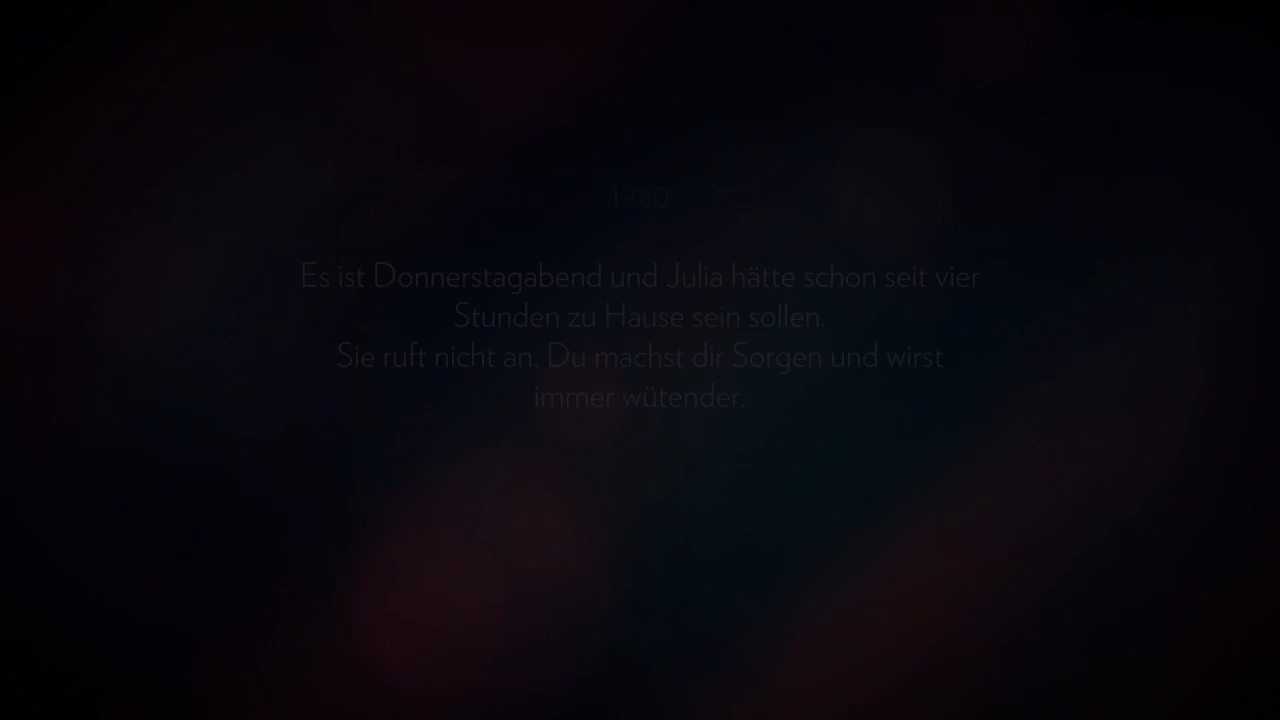 1980
Es ist Donnerstagabend und Julia hätte schon seit vier
Stunden zu Hause sein sollen.
Sie ruft nicht an. Du machst dir Sorgen und wirst
immer wütender.